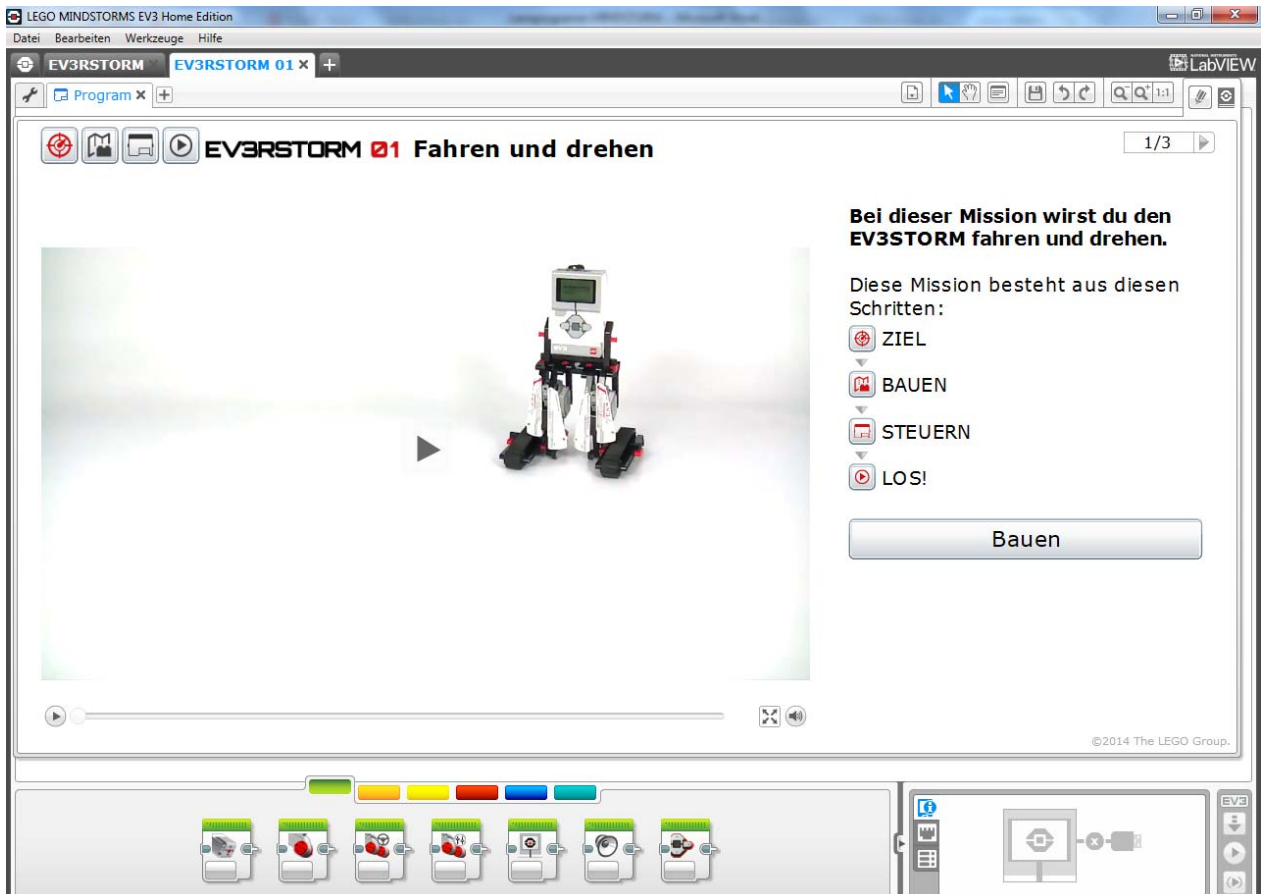 LEGO MINDSTORMS EV3 Home Edition
Datei Bearbeiten Werkzeuge Hilfe
EV3RSTORM EV3RSTORM 01
NATIONAL INSTRUMENTS
LabVIEW
Program
1:1
EV3RSTORM 01 Fahren und drehen
1/3
Bei dieser Mission wirst du den
EV3STORM fahren und drehen.
Diese Mission besteht aus diesen
Schritten:
ZIEL
BAUEN
STEUERN
LOS!
Bauen
©2014 The LEGO Group.
EV3